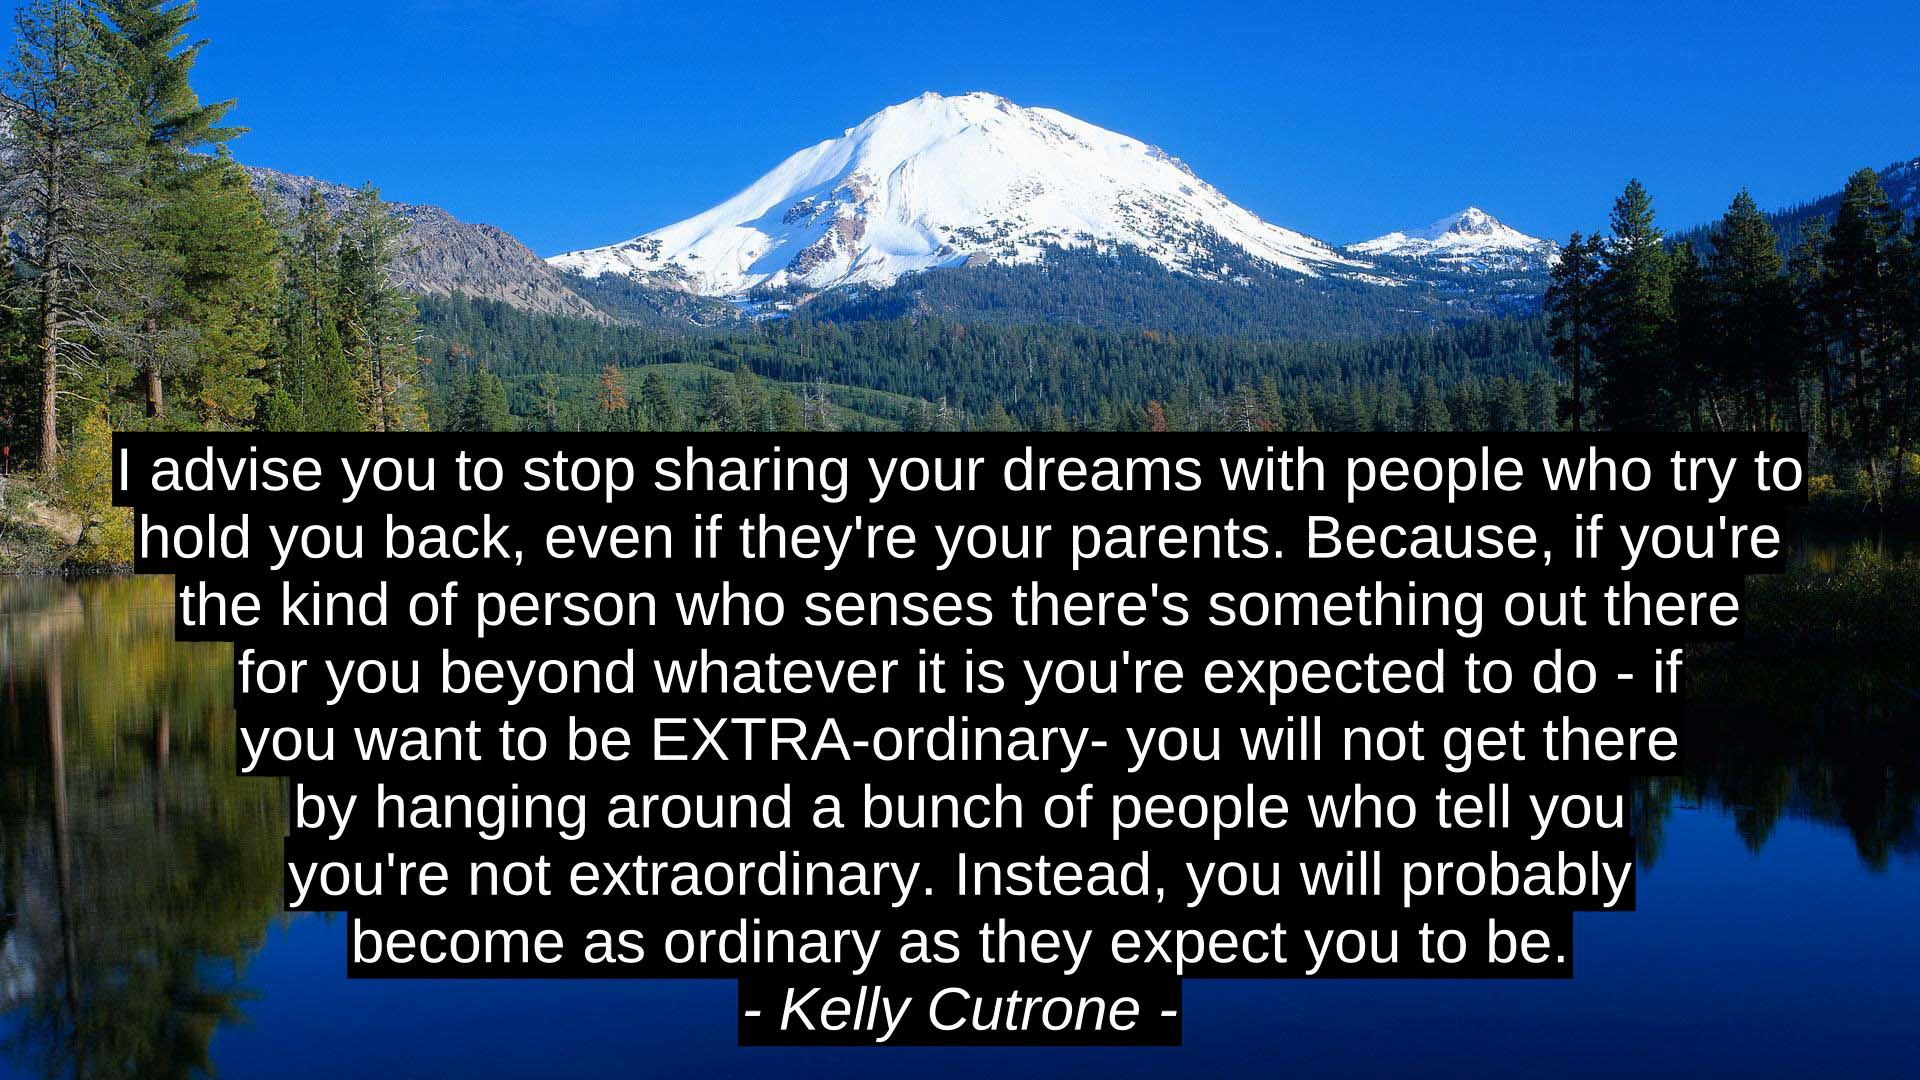 I advise you to stop sharing your dreams with people who try to
hold you back, even if they're your parents. Because, if you're
the kind of person who senses there's something out there
for you beyond whatever it is you're expected to do - if
you want to be EXTRA-ordinary- you will not get there
by hanging around a bunch of people who tell you
you're not extraordinary. Instead, you will probably
become as ordinary as they expect you to be.
- Kelly Cutrone -